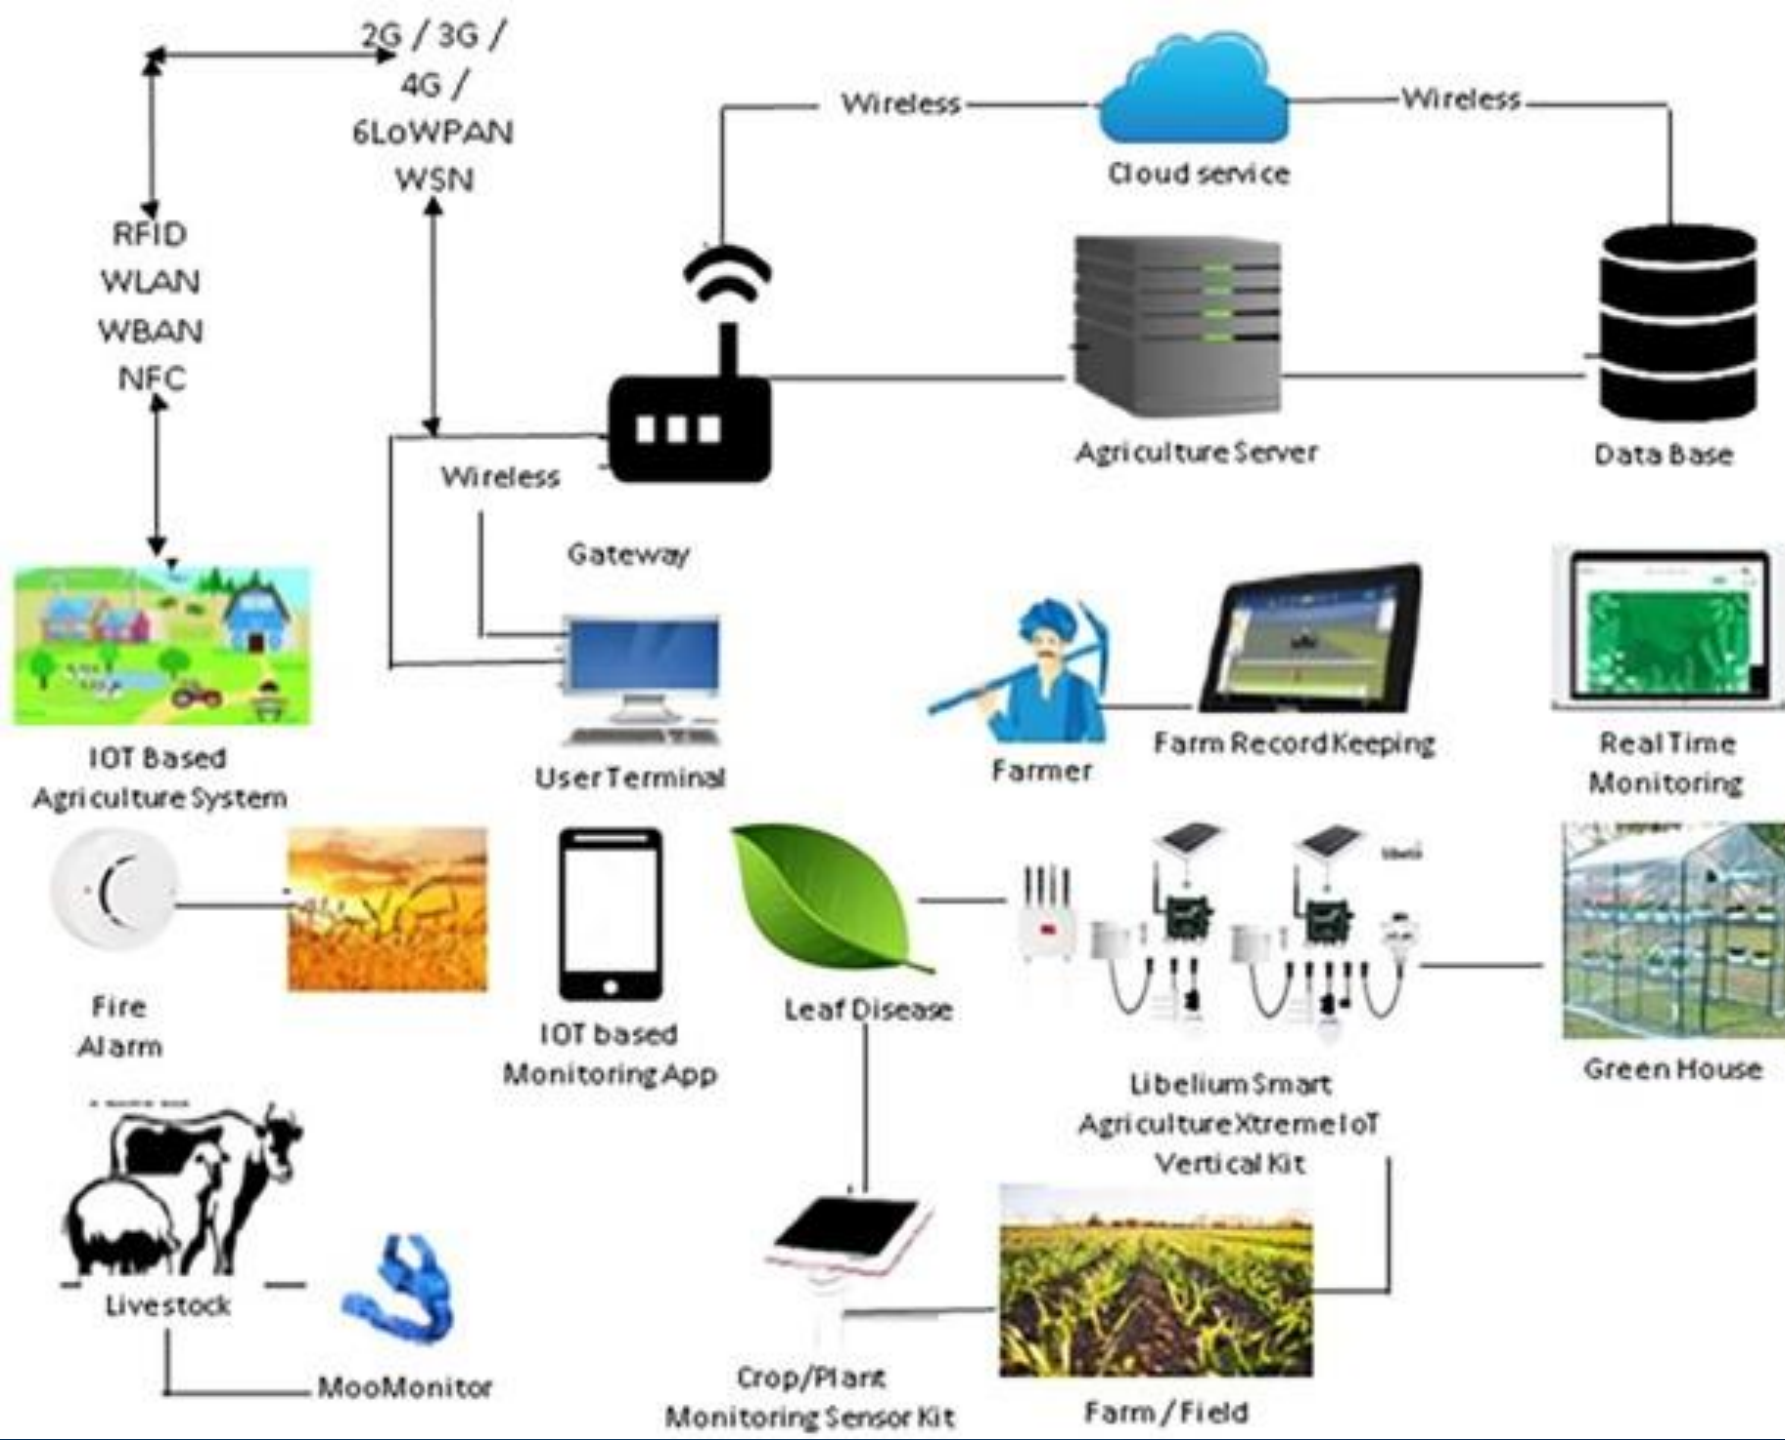 2G / 3G /
4G /
6LoWPAN
WSN
Wireless
Wireless
Cloud service
RFID
WLAN
WBAN
NFC
Agriculture Server
Data Base
Wireless
Gateway
IOT Based
Agriculture System
User Terminal
Farmer
Farm Record Keeping
Real Time
Monitoring
Fire
Alarm
IOT based
Monitoring App
Leaf Disease
Libelium Smart
Agriculture Xtreme IoT
Vertical Kit
Green House
Livestock
MooMonitor
Crop/Plant
Monitoring Sensor Kit
Farm / Field